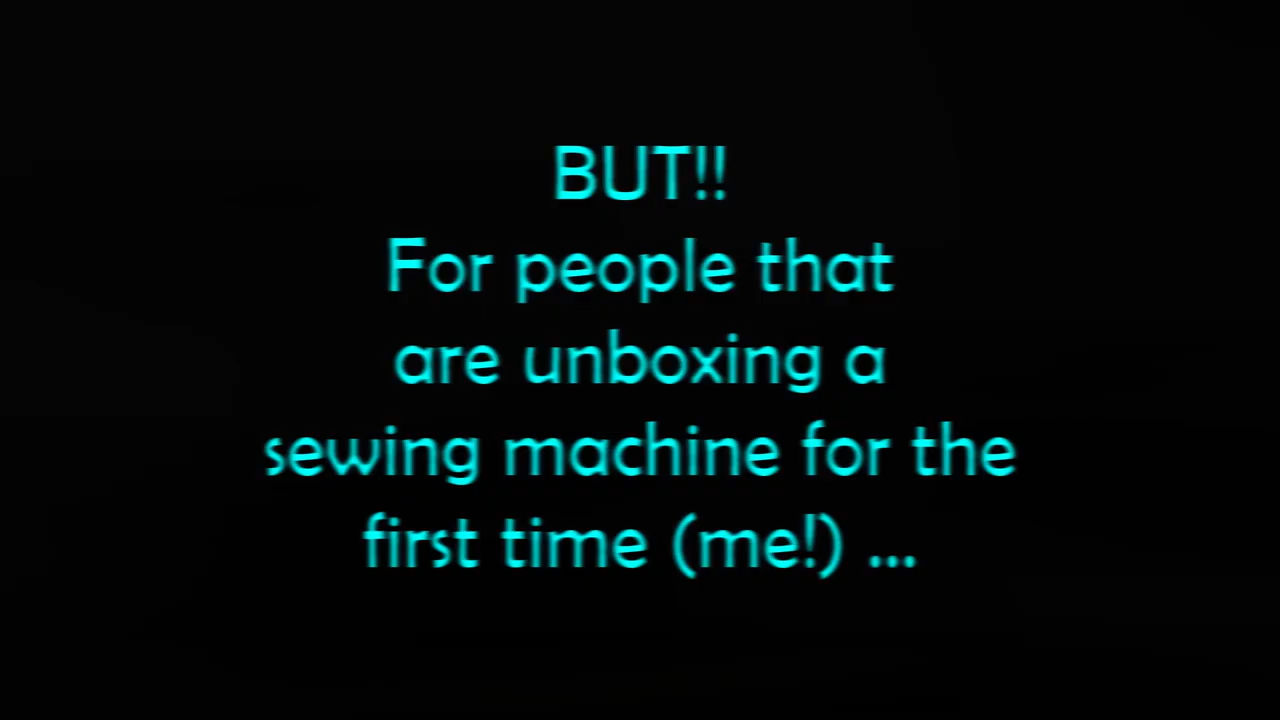 BUT!!
For people that
are unboxing a
sewing machine for the
first time (me!) ...